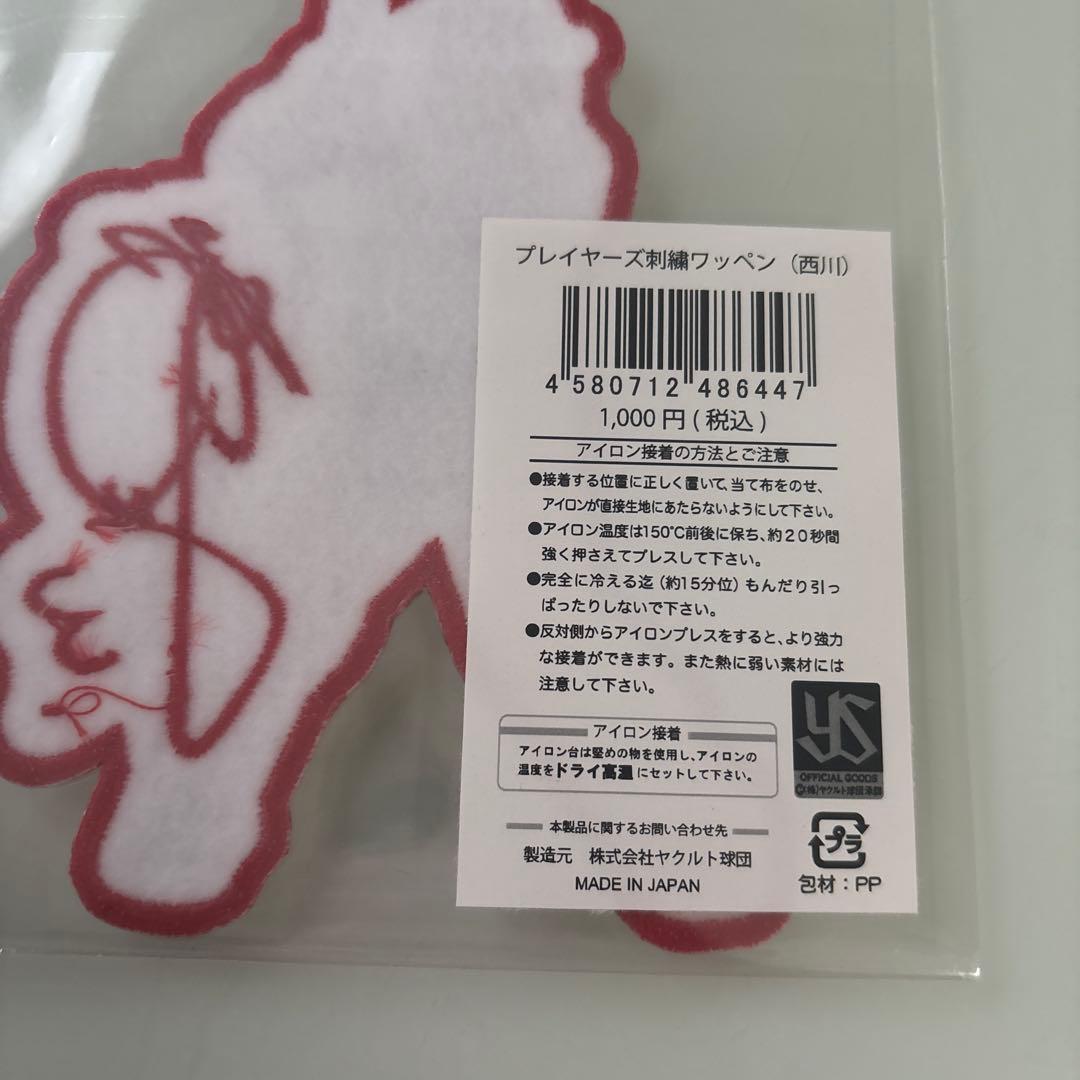 プレイヤーズ刺繍ワッペン（西川）
4 580712 486447
1,000円(税込)
アイロン接着の方法とご注意
●接着する位置に正しく置いて、当て布をのせ、
アイロンが直接生地にあたらないようにして下さい。
●アイロン温度は150℃前後に保ち、約20秒間
強く押さえてプレスして下さい。
●完全に冷える迄（約15分位）もんだり引っ
ぱったりしないで下さい。
●反対側からアイロンプレスをすると、より強力
な接着ができます。また熱に弱い素材には
注意して下さい。
アイロン接着
アイロン台は堅めの物を使用し、アイロンの
温度をドライ高温にセットして下さい。
YS
OFFICIAL GOODS
(株)ヤクルト球団承認
本製品に関するお問い合わせ先
製造元 株式会社ヤクルト球団
MADE IN JAPAN
プラ
包材：PP